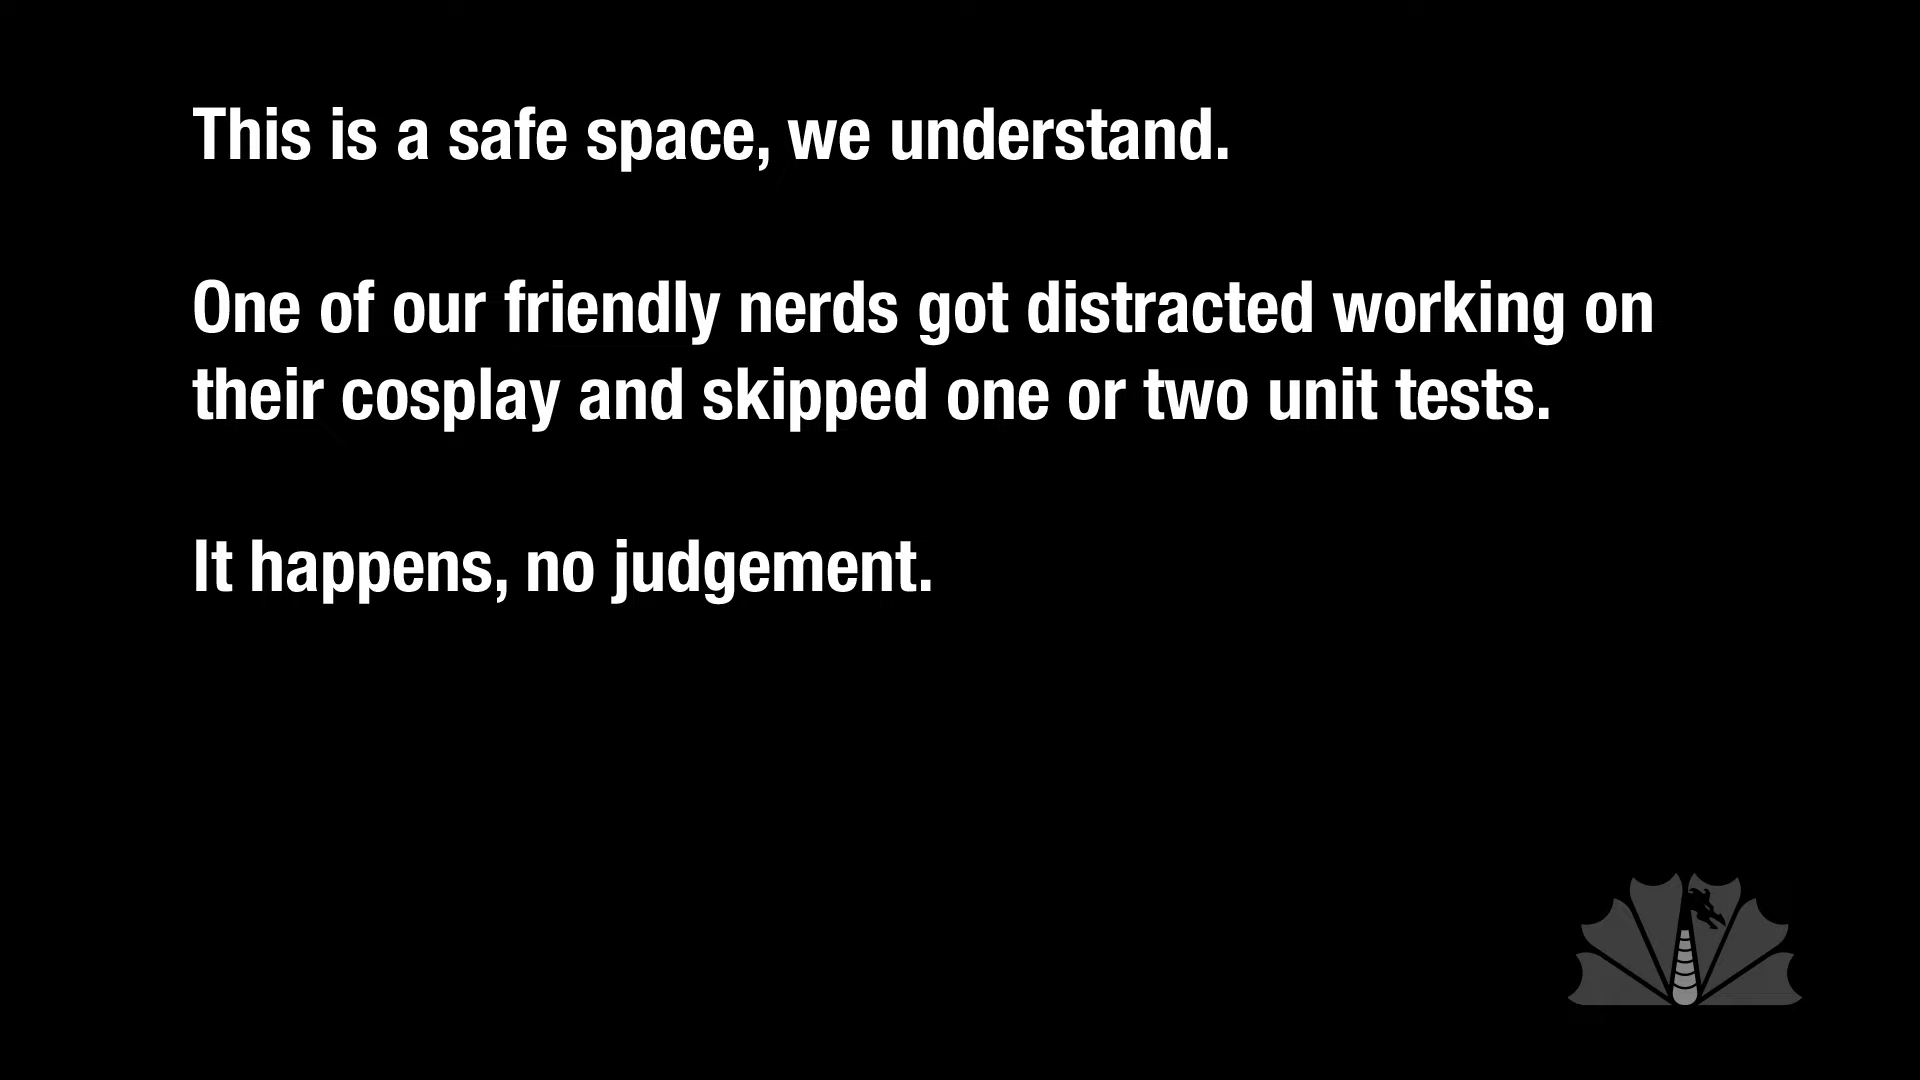 This is a safe space, we understand.
One of our friendly nerds got distracted working on
their cosplay and skipped one or two unit tests.
It happens, no judgement.